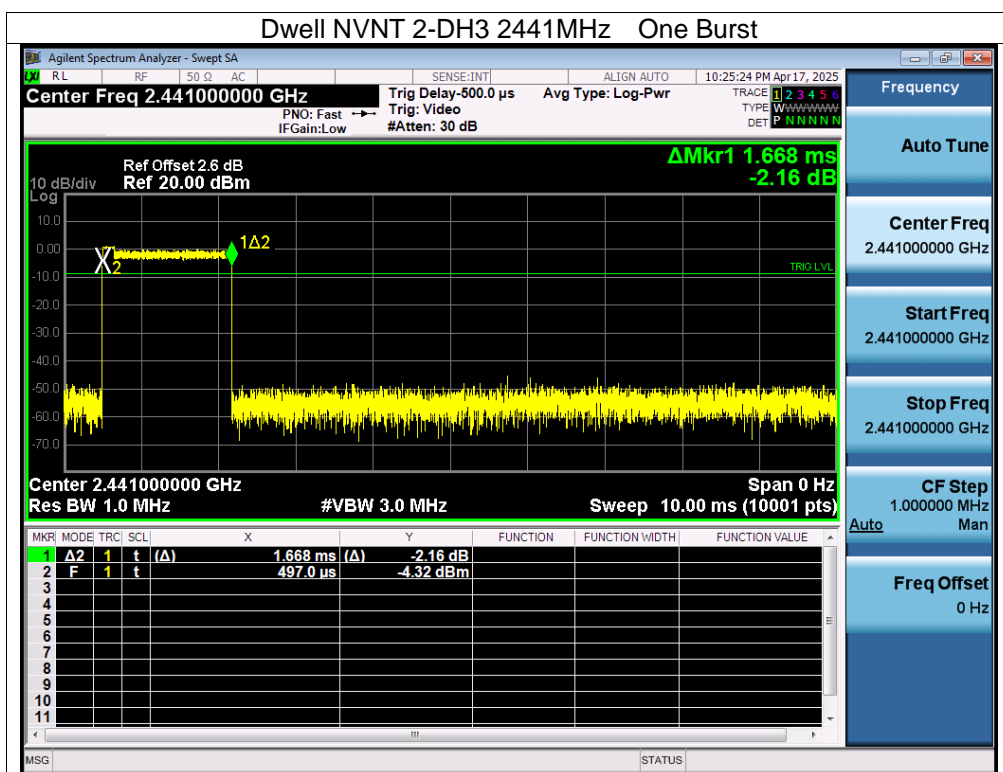 Dwell NVNT 2-DH3 2441MHz One Burst
Agilent Spectrum Analyzer - Swept SA
LXI RL RF 50 Ω AC SENSE:INT ALIGN AUTO 10:25:24 PM Apr 17, 2025
Center Freq 2.441000000 GHz Trig Delay-500.0 µs Avg Type: Log-Pwr TRACE 1 2 3 4 5 6
PNO: Fast Trig: Video TYPE WWWWWWW
IFGain:Low #Atten: 30 dB DET P N N N N N
ΔMkr1 1.668 ms
-2.16 dB
Ref Offset 2.6 dB
10 dB/div Ref 20.00 dBm
Log
10.0
0.00
-10.0
-20.0
-30.0
-40.0
-50.0
-60.0
-70.0
1Δ2
2
TRIG LVL
Center 2.441000000 GHz Span 0 Hz
Res BW 1.0 MHz #VBW 3.0 MHz Sweep 10.00 ms (10001 pts)
MKR MODE TRC SCL X Y FUNCTION FUNCTION WIDTH FUNCTION VALUE
1 Δ2 1 t (Δ) 1.668 ms (Δ) -2.16 dB
2 F 1 t 497.0 µs -4.32 dBm
3
4
5
6
7
8
9
10
11
MSG STATUS
Frequency
Auto Tune
Center Freq
2.441000000 GHz
Start Freq
2.441000000 GHz
Stop Freq
2.441000000 GHz
CF Step
1.000000 MHz
Auto Man
Freq Offset
0 Hz